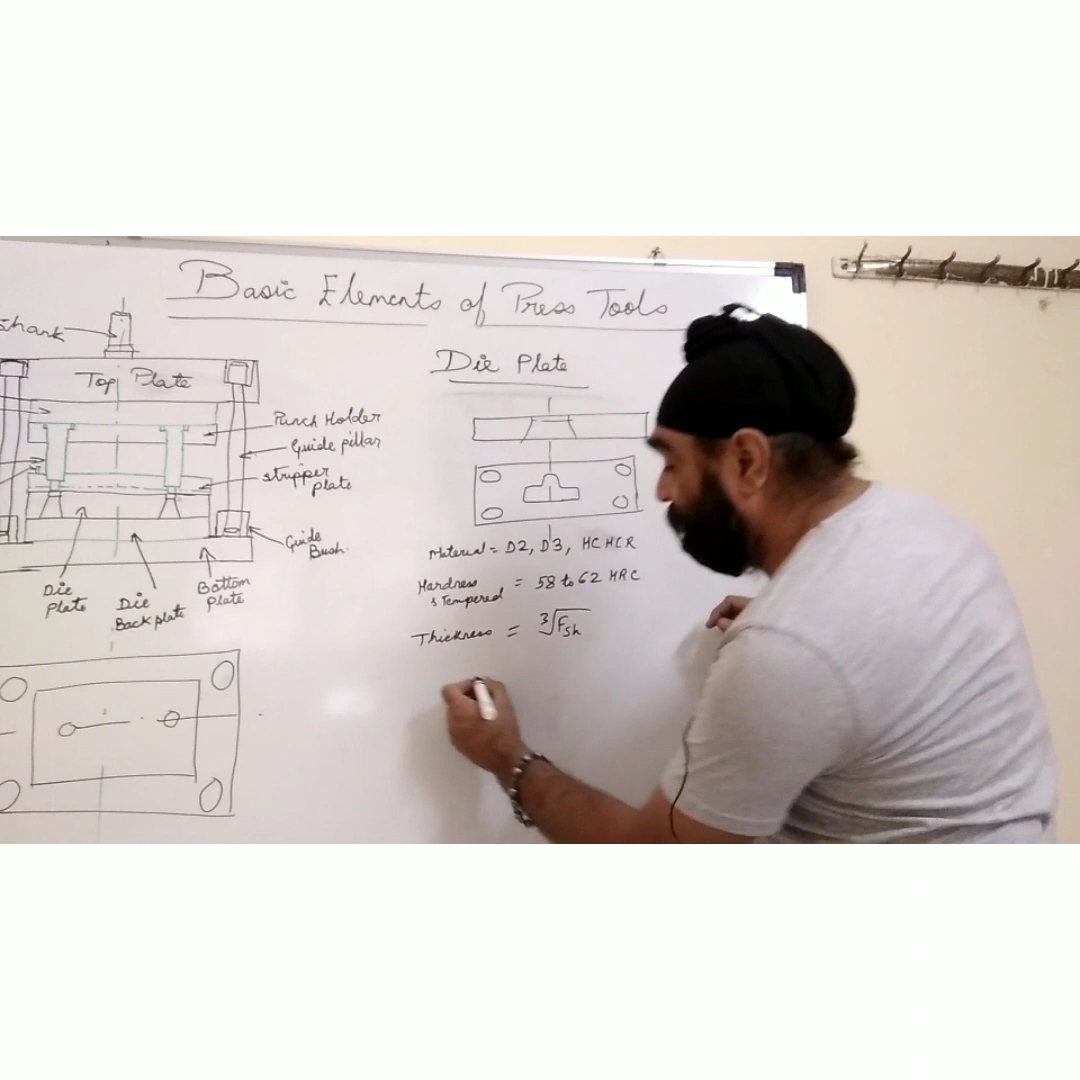 Basic Elements of Press Tools
Shank
Top Plate
Punch Holder
Guide pillar
stripper
plate
Guide
Bush.
Die
Plate
Die
Back plate
Bottom
Plate
Die Plate
Material = D2, D3, HCHCR
Hardness
& Tempered = 58 to 62 HRC
Thickness = ∛Fsh